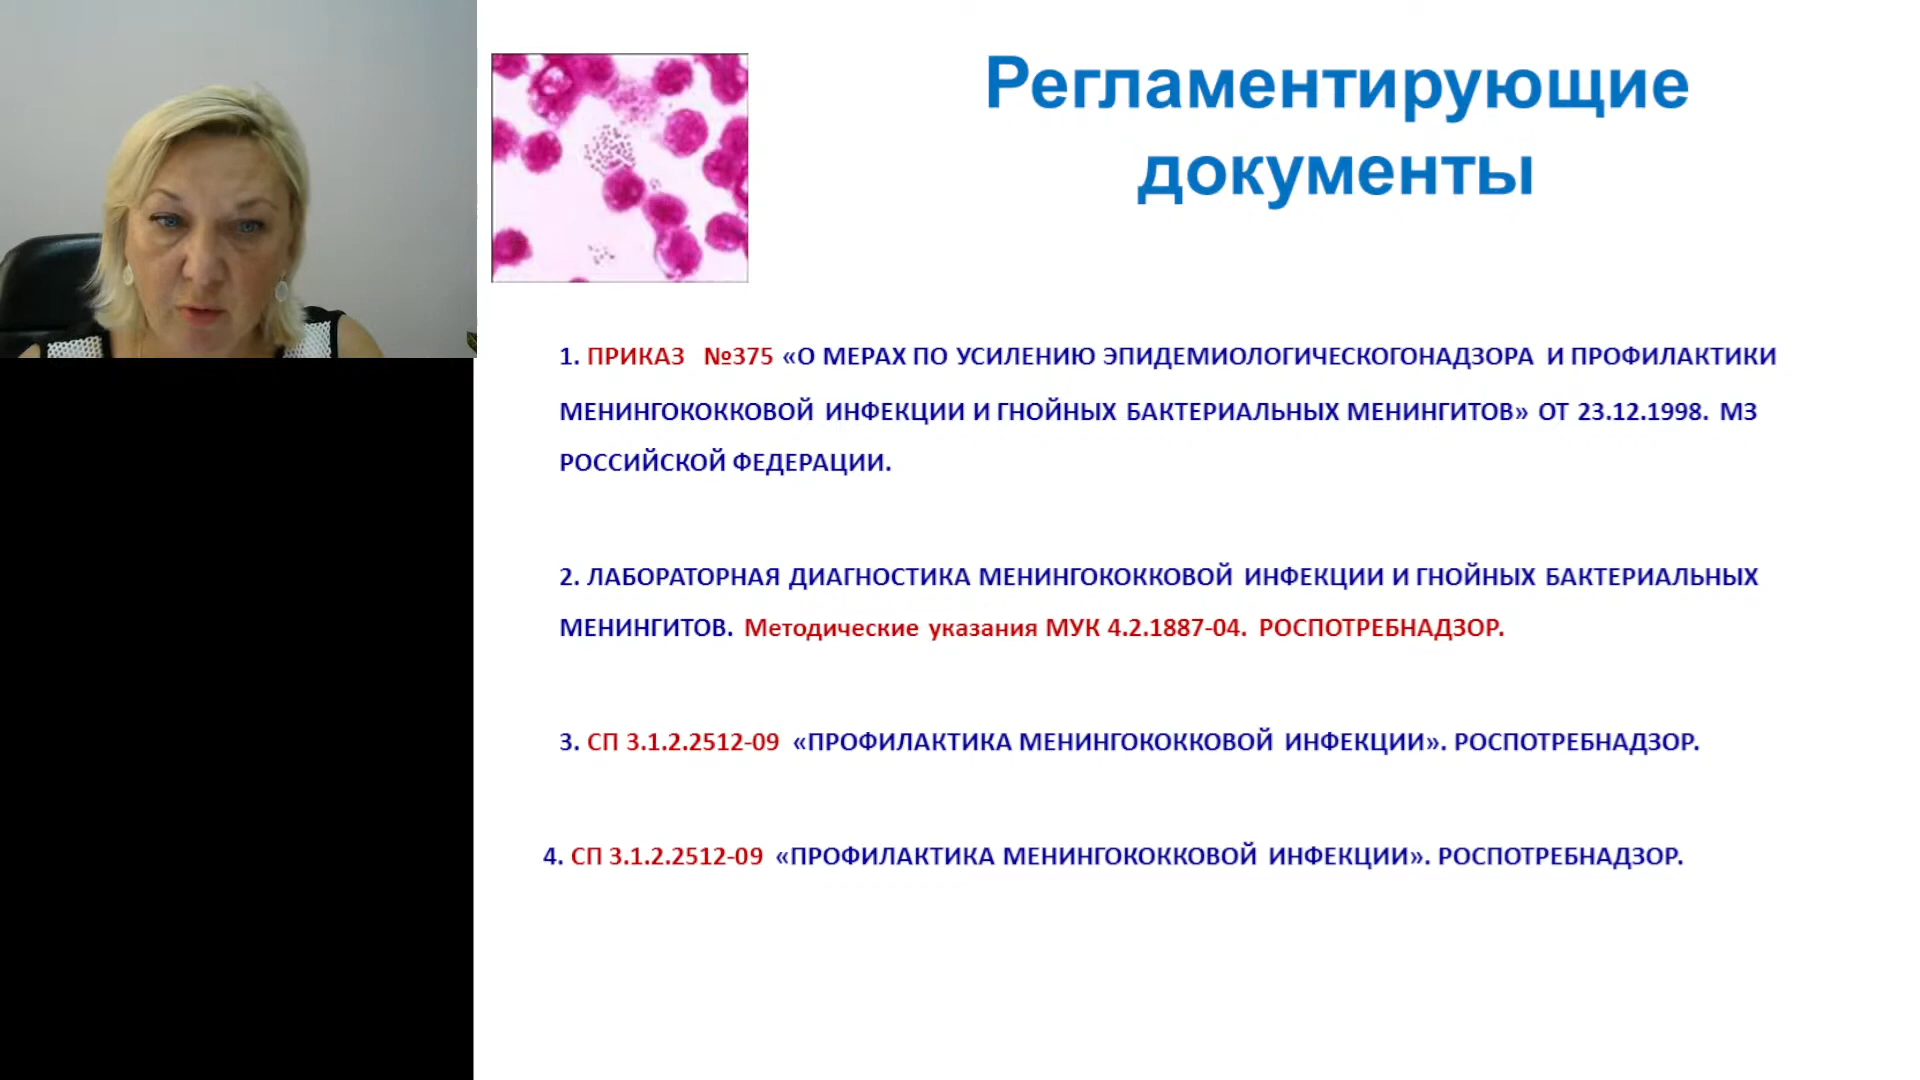 Регламентирующие
документы
1. ПРИКАЗ №375 «О МЕРАХ ПО УСИЛЕНИЮ ЭПИДЕМИОЛОГИЧЕСКОГОНАДЗОРА И ПРОФИЛАКТИКИ
МЕНИНГОКОККОВОЙ ИНФЕКЦИИ И ГНОЙНЫХ БАКТЕРИАЛЬНЫХ МЕНИНГИТОВ» ОТ 23.12.1998. МЗ
РОССИЙСКОЙ ФЕДЕРАЦИИ.
2. ЛАБОРАТОРНАЯ ДИАГНОСТИКА МЕНИНГОКОККОВОЙ ИНФЕКЦИИ И ГНОЙНЫХ БАКТЕРИАЛЬНЫХ
МЕНИНГИТОВ. Методические указания МУК 4.2.1887-04. РОСПОТРЕБНАДЗОР.
3. СП 3.1.2.2512-09 «ПРОФИЛАКТИКА МЕНИНГОКОККОВОЙ ИНФЕКЦИИ». РОСПОТРЕБНАДЗОР.
4. СП 3.1.2.2512-09 «ПРОФИЛАКТИКА МЕНИНГОКОККОВОЙ ИНФЕКЦИИ». РОСПОТРЕБНАДЗОР.